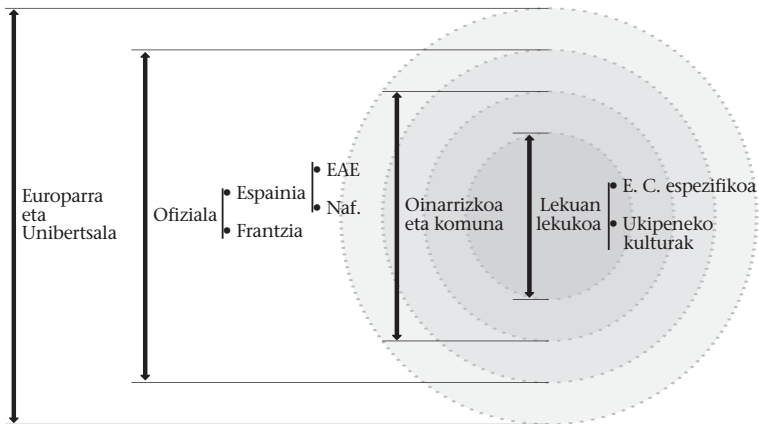 Europarra
eta
Unibertsala
Ofiziala
• Espainia
• Frantzia
• EAE
• Naf.
Oinarrizkoa
eta komuna
Lekuan
lekukoa
• E. C. espezifikoa
• Ukipeneko
kulturak